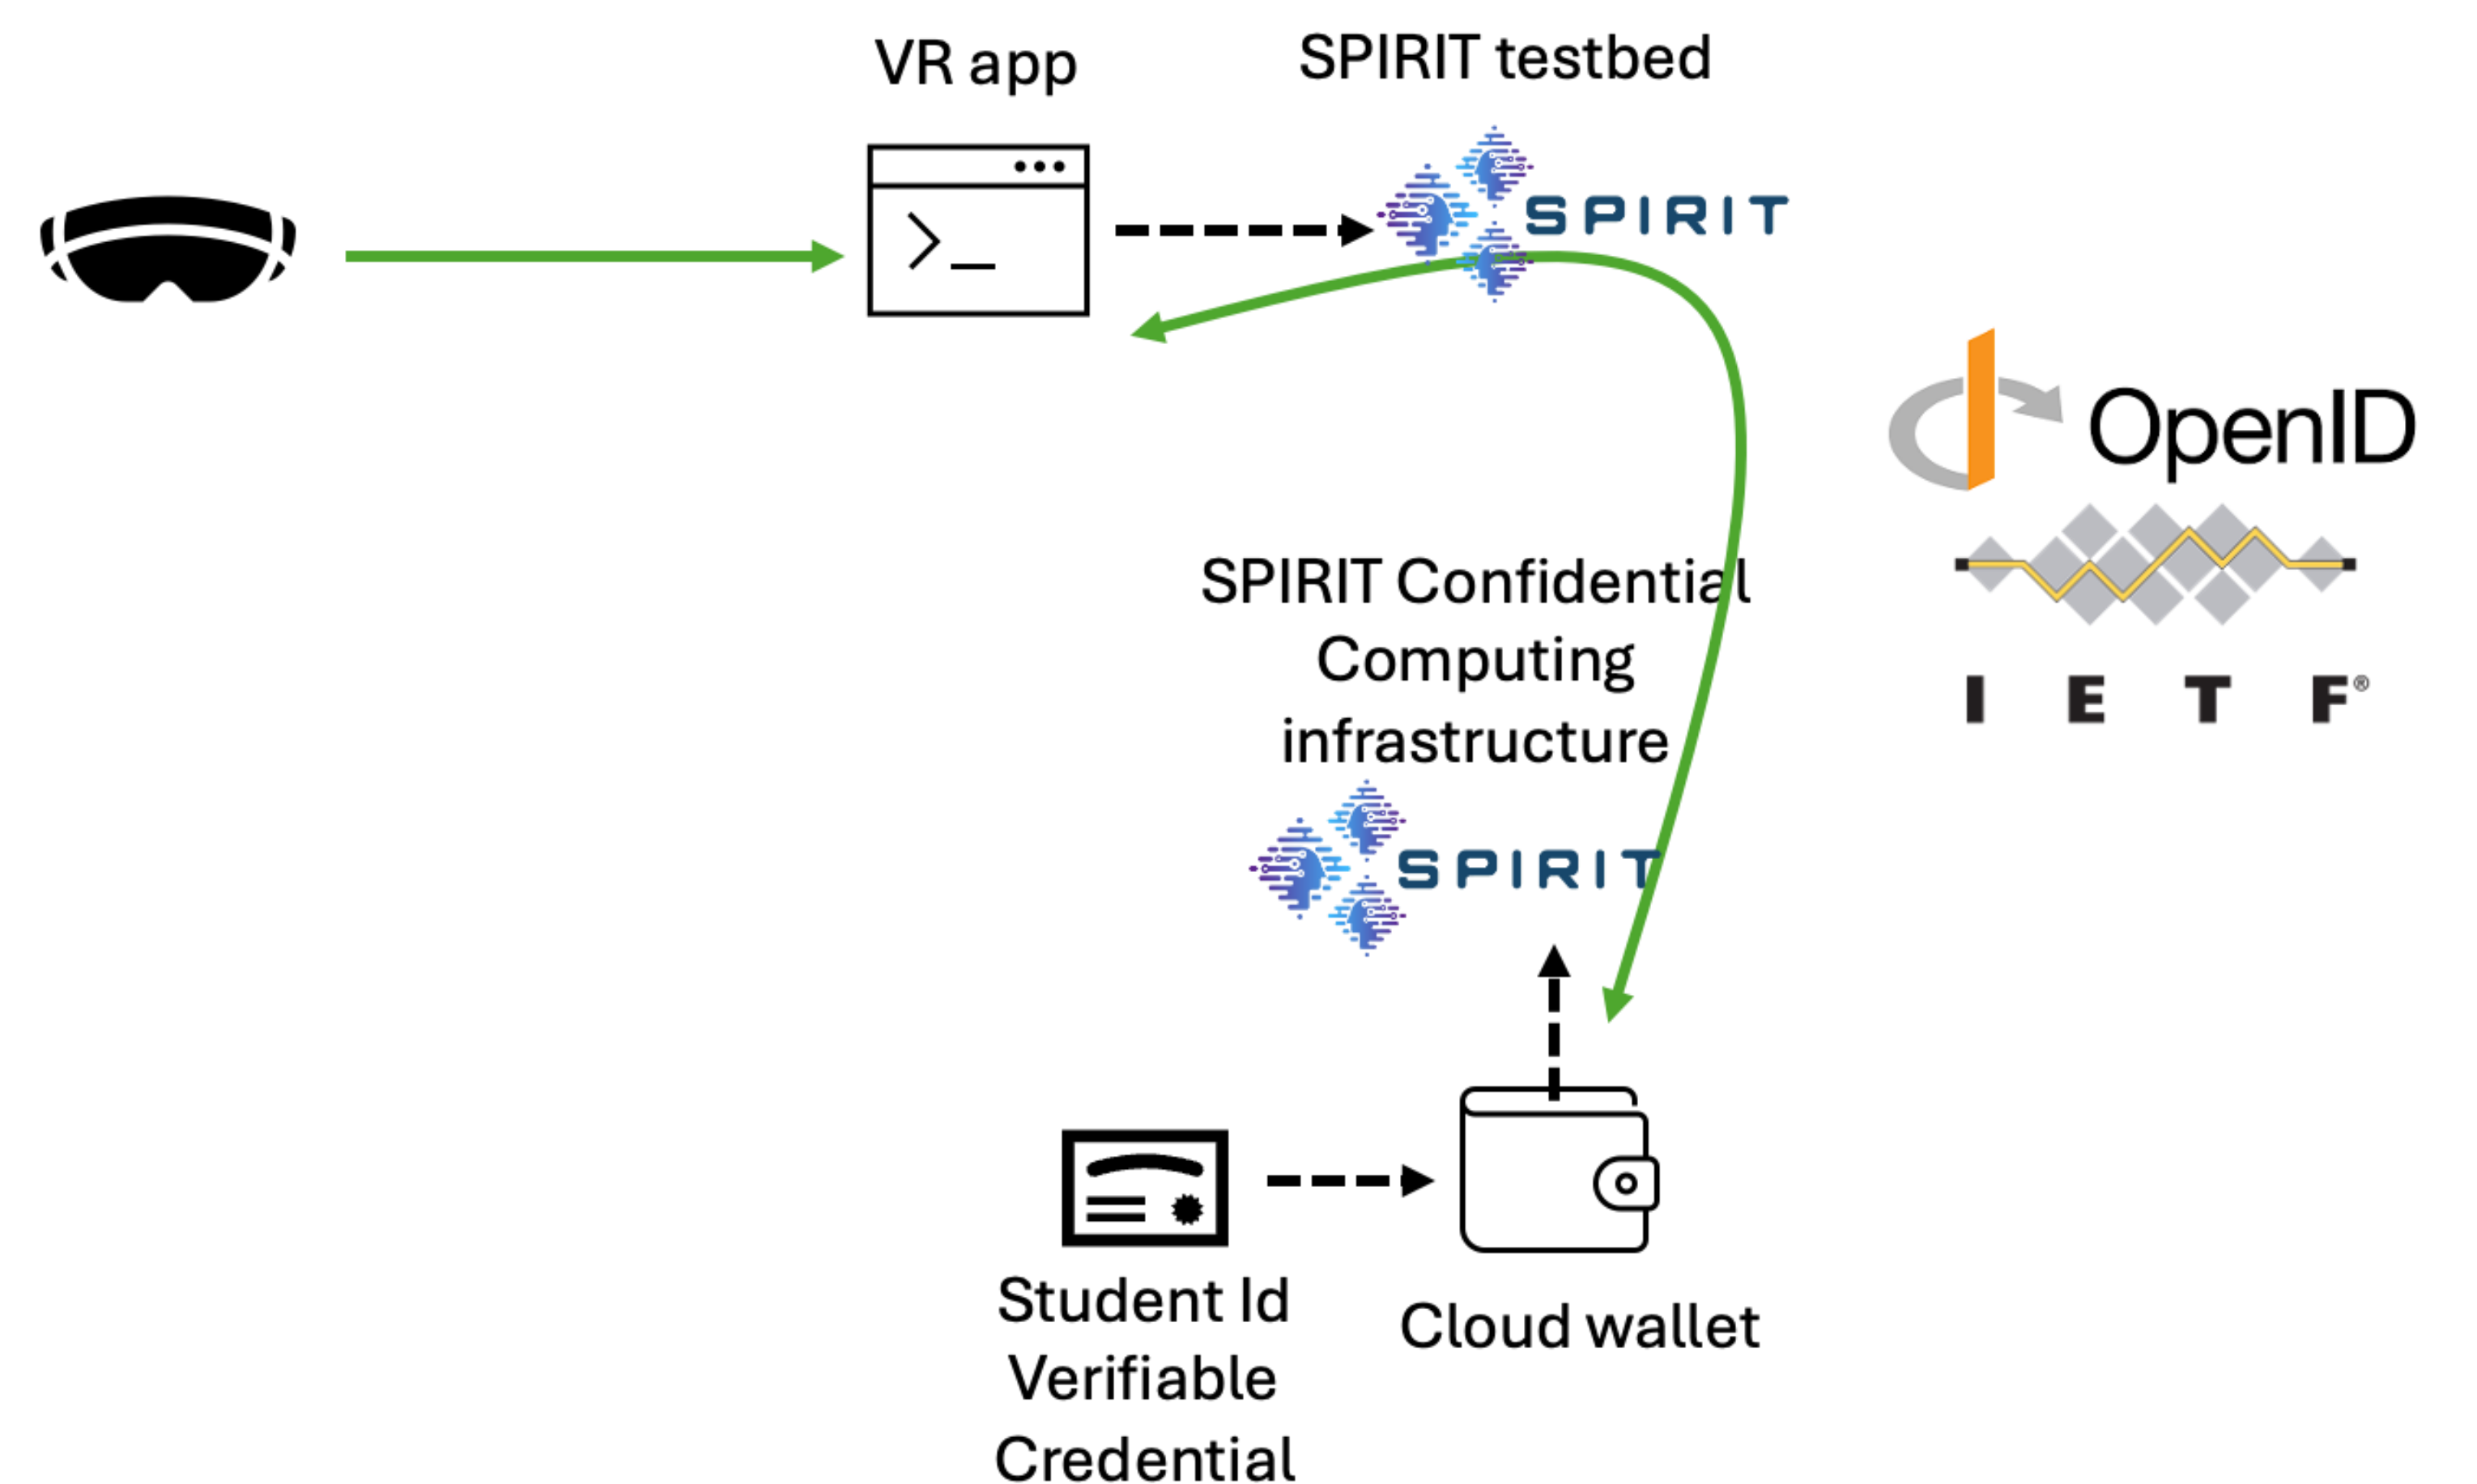 VR app
SPIRIT testbed
SPIRIT
OpenID
SPIRIT Confidential
Computing
infrastructure
I E T F®
SPIRIT
Student Id
Verifiable
Credential
Cloud wallet